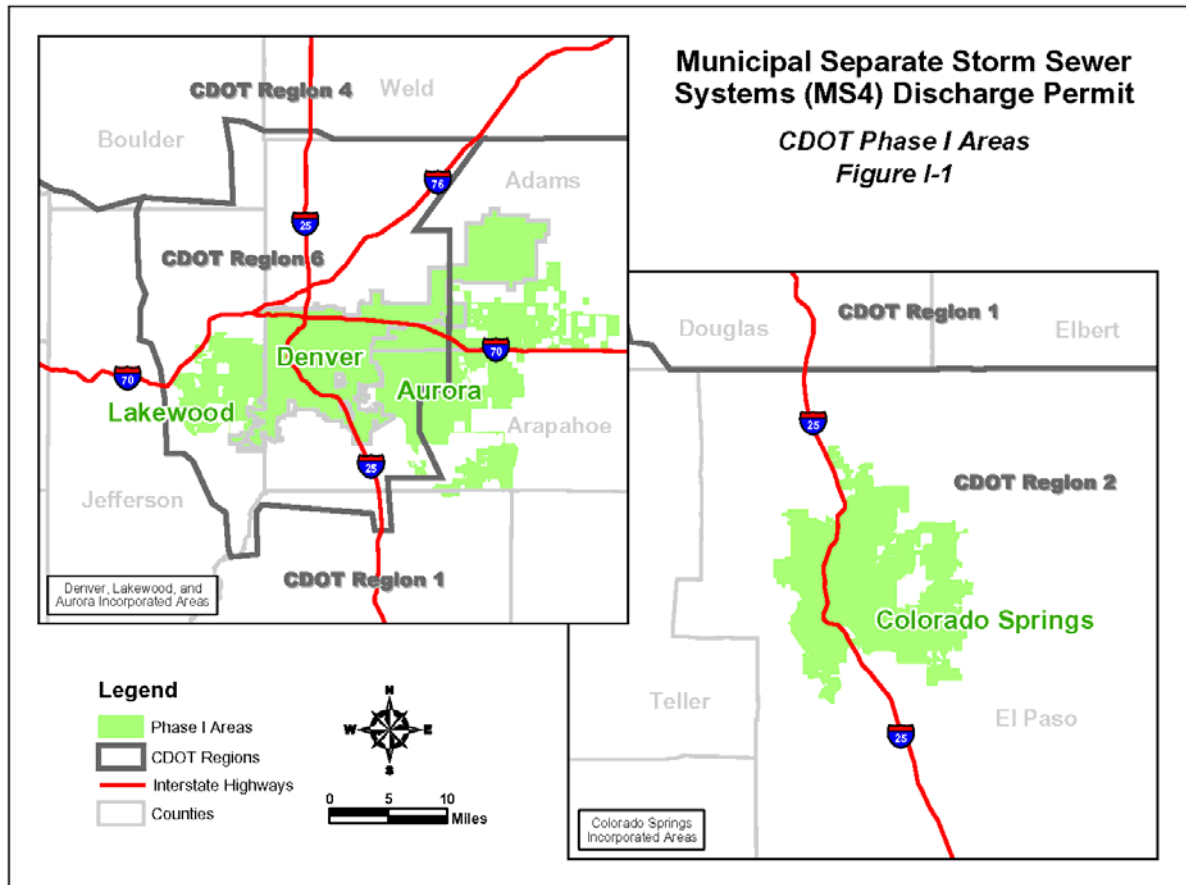 Municipal Separate Storm Sewer
Systems (MS4) Discharge Permit
CDOT Phase I Areas
Figure I-1
CDOT Region 4
Weld
Boulder
76
Adams
25
CDOT Region 6
Denver
70
70
Aurora
Lakewood
Arapahoe
25
Jefferson
CDOT Region 1
Denver, Lakewood, and
Aurora Incorporated Areas
CDOT Region 1
Douglas
Elbert
25
CDOT Region 2
Colorado Springs
Teller
El Paso
25
Colorado Springs
Incorporated Areas
Legend
Phase I Areas
CDOT Regions
Interstate Highways
Counties
N
W
E
S
0 5 10
Miles